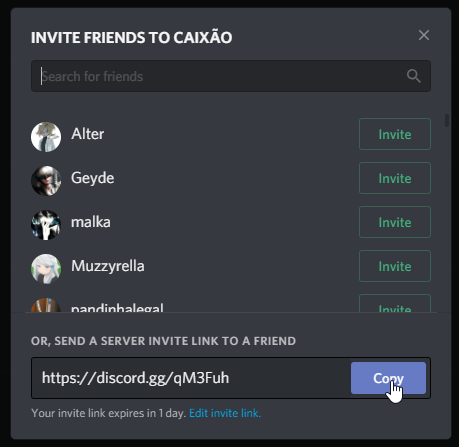 INVITE FRIENDS TO CAIXÃO
Search for friends
Alter Invite
Geyde Invite
malka Invite
Muzzyrella Invite
pandinhalegal Invite
OR, SEND A SERVER INVITE LINK TO A FRIEND
https://discord.gg/qM3Fuh Copy
Your invite link expires in 1 day. Edit invite link.